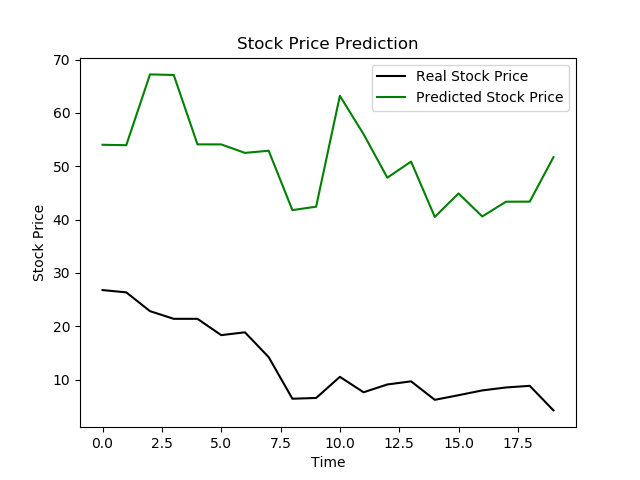 Stock Price Prediction
Real Stock Price
Predicted Stock Price
Stock Price
70
60
50
40
30
20
10
0.0 2.5 5.0 7.5 10.0 12.5 15.0 17.5
Time